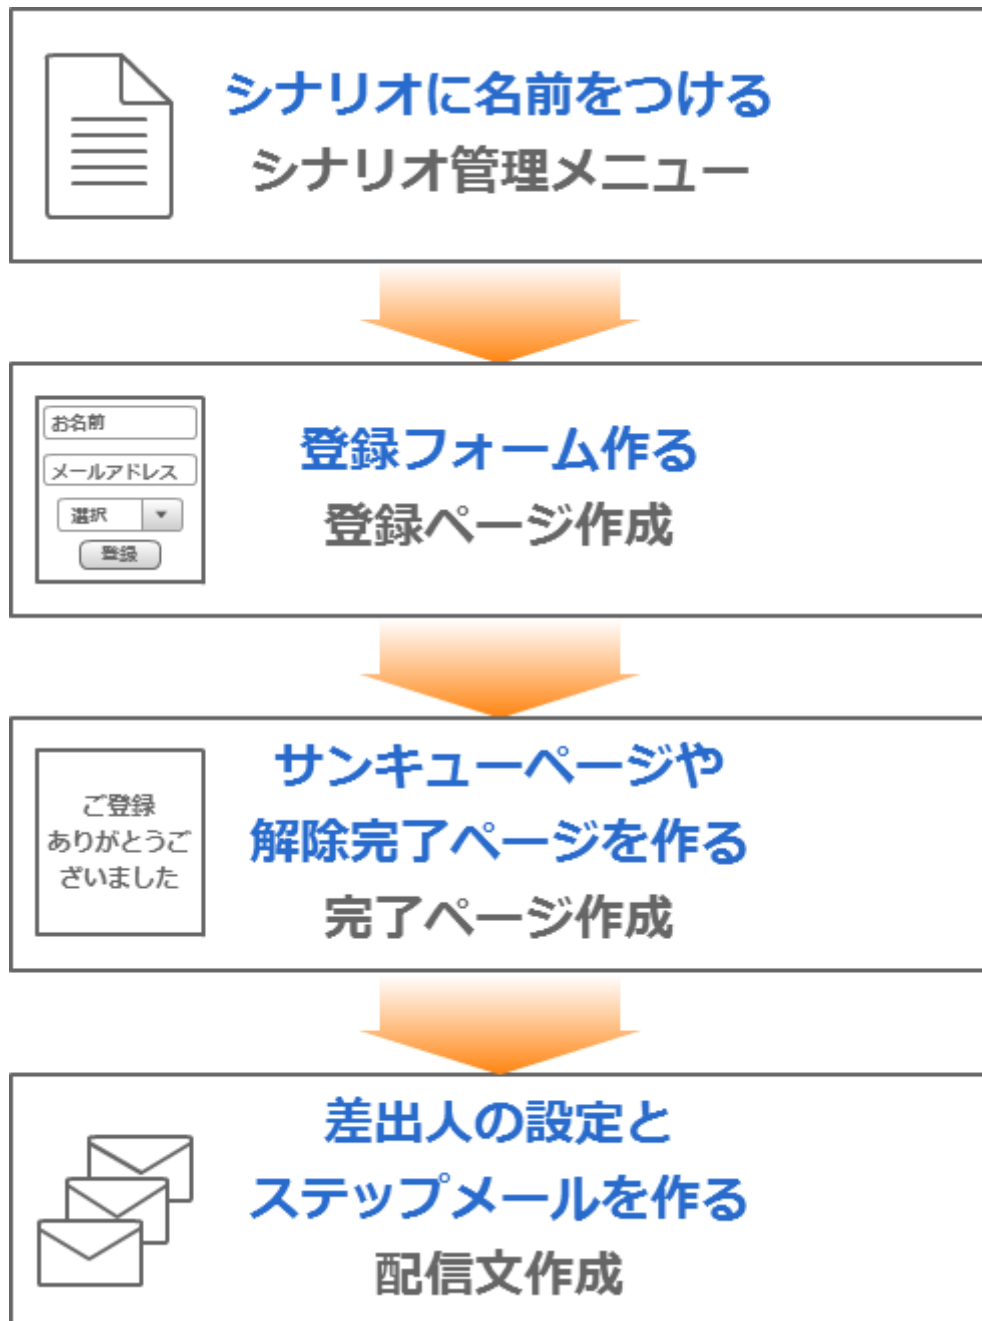 シナリオに名前をつける
シナリオ管理メニュー
お名前
メールアドレス
選択
登録
登録フォーム作る
登録ページ作成
ご登録
ありがとうご
ざいました
サンキューページや
解除完了ページを作る
完了ページ作成
差出人の設定と
ステップメールを作る
配信文作成